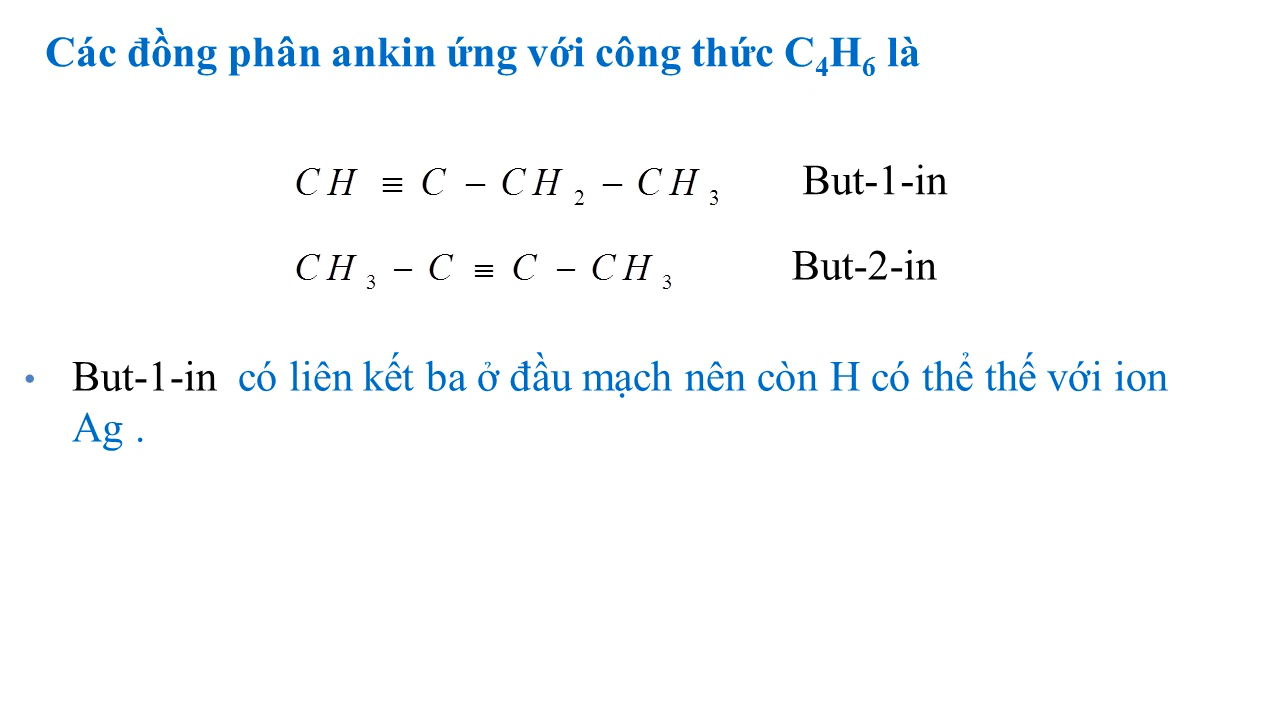 Các đồng phân ankin ứng với công thức C₄H₆ là
CH ≡ C − CH₂ − CH₃ But-1-in
CH₃ − C ≡ C − CH₃ But-2-in
• But-1-in có liên kết ba ở đầu mạch nên còn H có thể thế với ion
Ag .